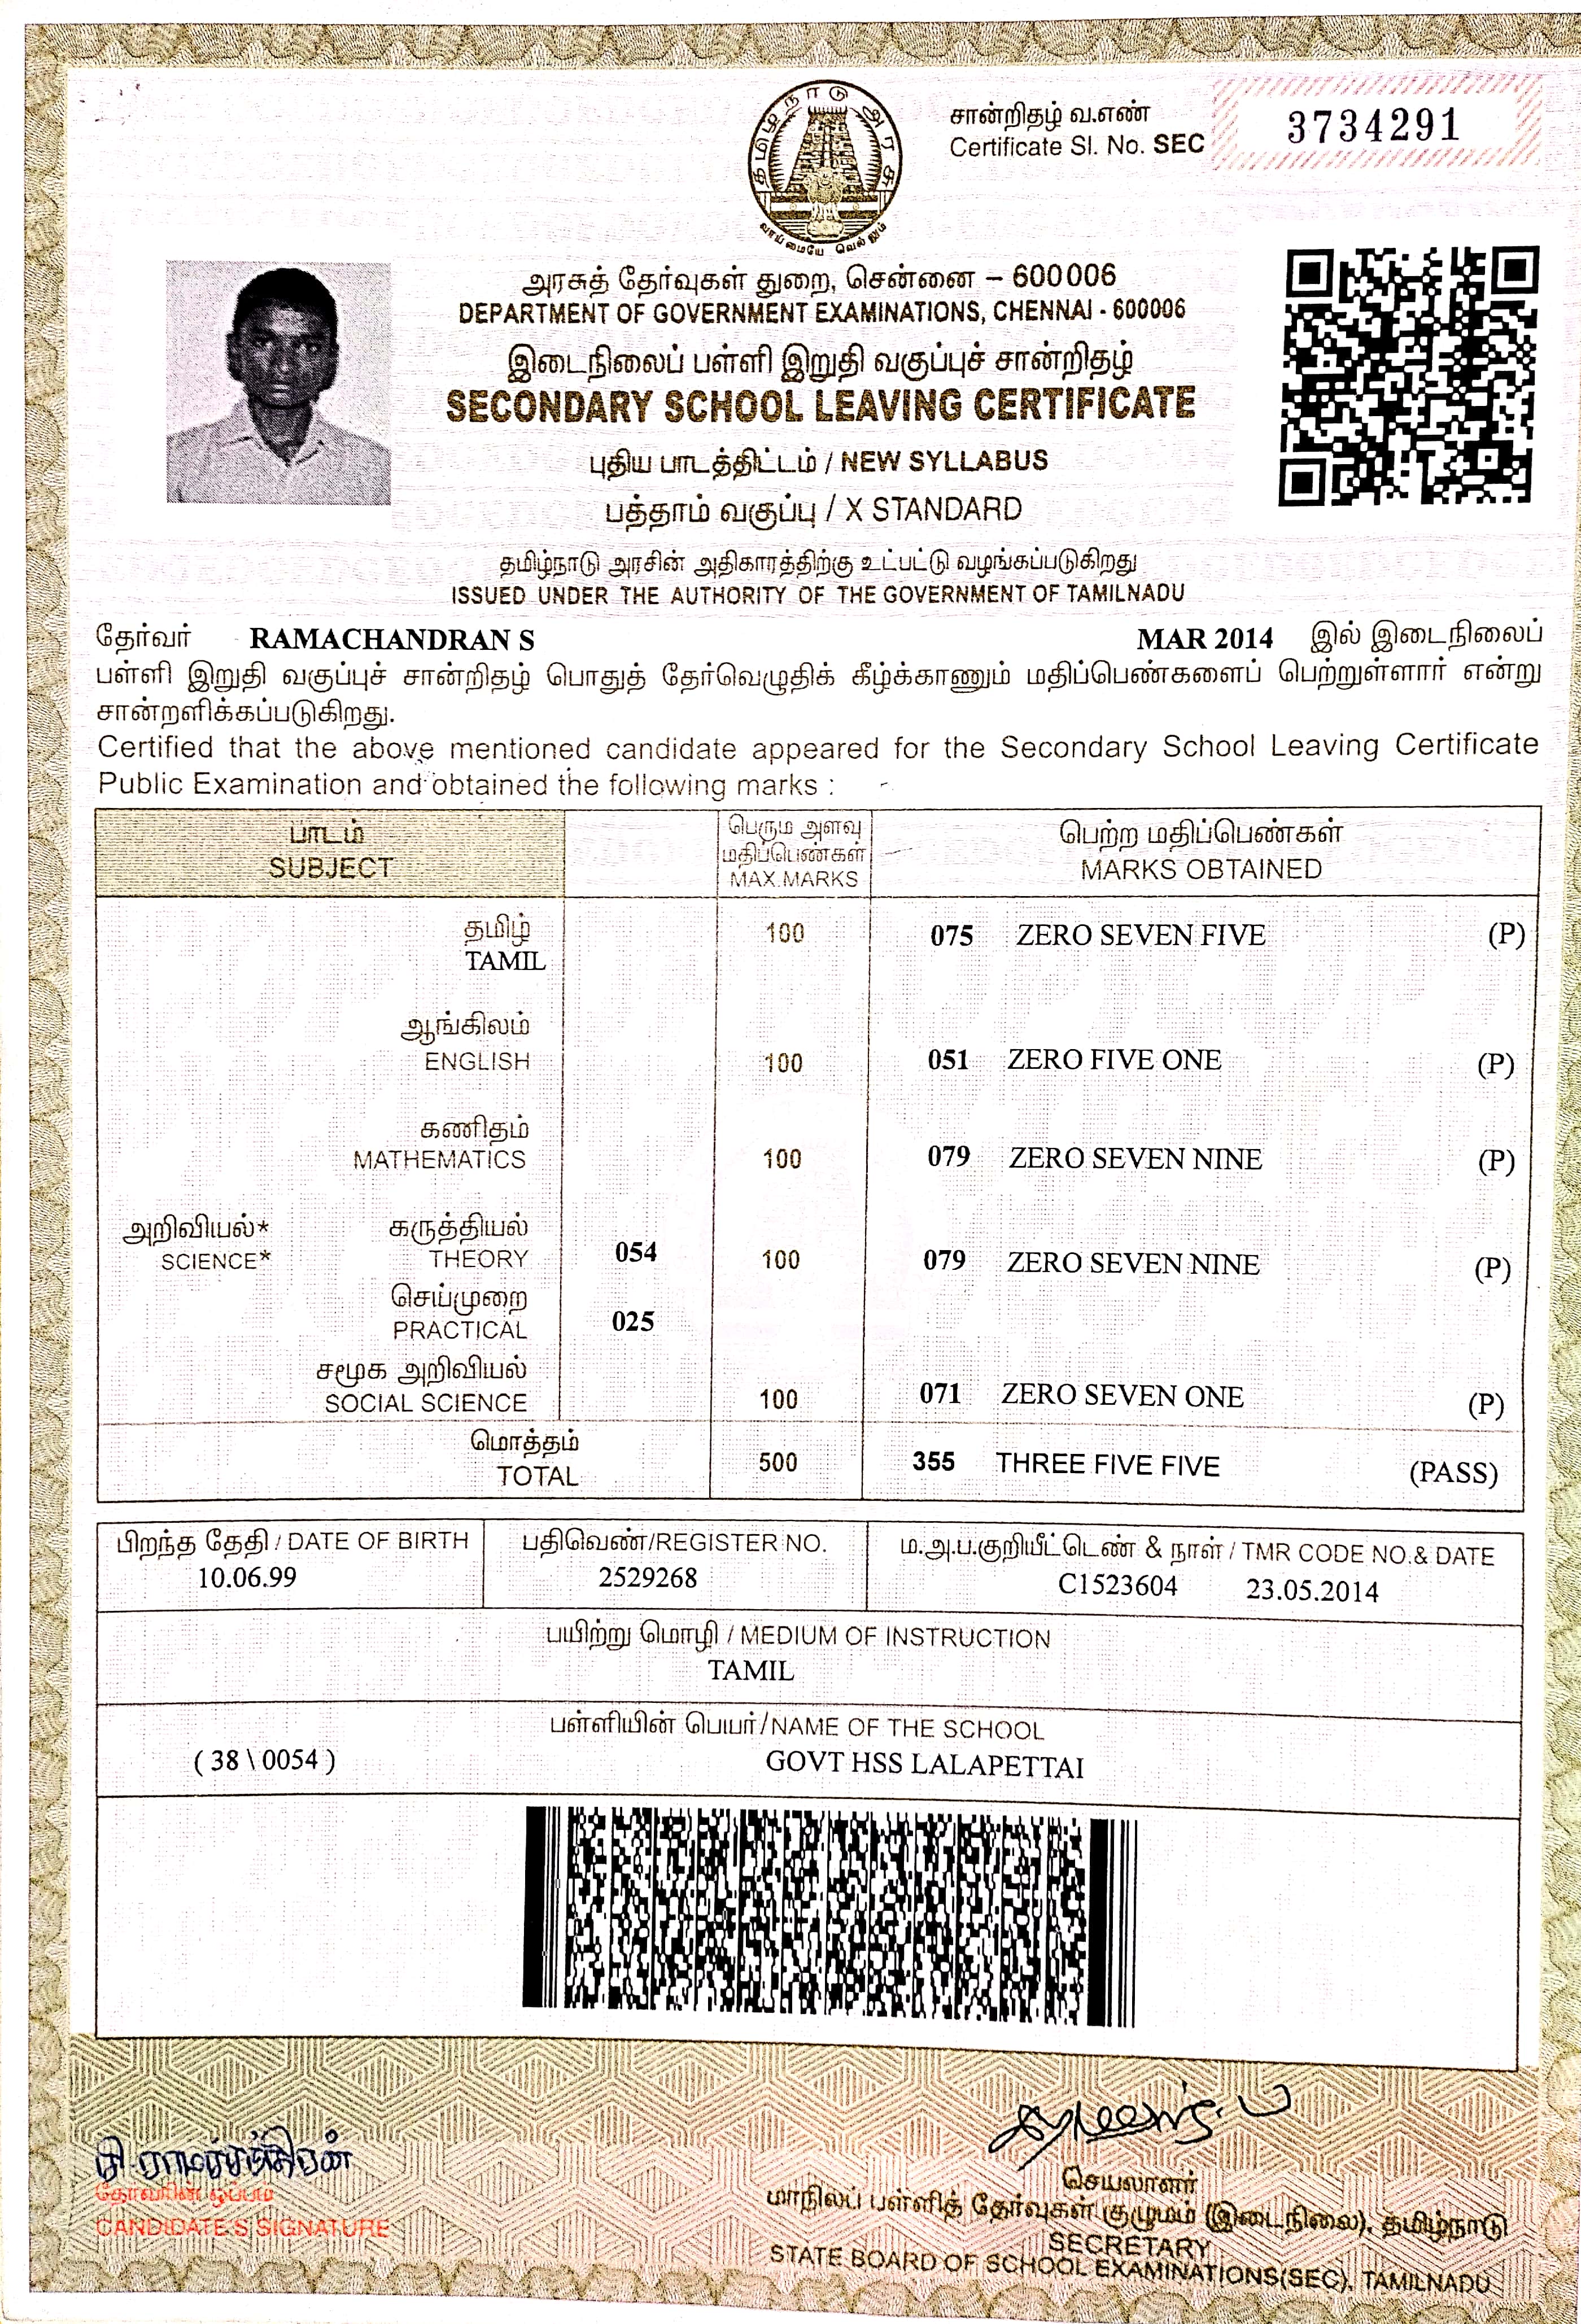 தமிழ்நாடு அரசு
வாய்மையே வெல்லும்
சான்றிதழ் வ.எண்
Certificate Sl. No. SEC 3734291
அரசுத் தேர்வுகள் துறை, சென்னை – 600006
DEPARTMENT OF GOVERNMENT EXAMINATIONS, CHENNAI - 600006
இடைநிலைப் பள்ளி இறுதி வகுப்புச் சான்றிதழ்
SECONDARY SCHOOL LEAVING CERTIFICATE
புதிய பாடத்திட்டம் / NEW SYLLABUS
பத்தாம் வகுப்பு / X STANDARD
தமிழ்நாடு அரசின் அதிகாரத்திற்கு உட்பட்டு வழங்கப்படுகிறது
ISSUED UNDER THE AUTHORITY OF THE GOVERNMENT OF TAMILNADU
தேர்வர் RAMACHANDRAN S MAR 2014 இல் இடைநிலைப்
பள்ளி இறுதி வகுப்புச் சான்றிதழ் பொதுத் தேர்வெழுதிக் கீழ்க்காணும் மதிப்பெண்களைப் பெற்றுள்ளார் என்று
சான்றளிக்கப்படுகிறது.
Certified that the above mentioned candidate appeared for the Secondary School Leaving Certificate
Public Examination and obtained the following marks :
பாடம்
SUBJECT
பெரும அளவு
மதிப்பெண்கள்
MAX.MARKS
பெற்ற மதிப்பெண்கள்
MARKS OBTAINED
தமிழ்
TAMIL 100 075 ZERO SEVEN FIVE (P)
ஆங்கிலம்
ENGLISH 100 051 ZERO FIVE ONE (P)
கணிதம்
MATHEMATICS 100 079 ZERO SEVEN NINE (P)
அறிவியல்* கருத்தியல்
SCIENCE* THEORY 054 100 079 ZERO SEVEN NINE (P)
செய்முறை
PRACTICAL 025
சமூக அறிவியல்
SOCIAL SCIENCE 100 071 ZERO SEVEN ONE (P)
மொத்தம்
TOTAL 500 355 THREE FIVE FIVE (PASS)
பிறந்த தேதி / DATE OF BIRTH
10.06.99
பதிவெண்/REGISTER NO.
2529268
ம.அ.ப.குறியீட்டெண் & நாள் / TMR CODE NO.& DATE
C1523604 23.05.2014
பயிற்று மொழி / MEDIUM OF INSTRUCTION
TAMIL
பள்ளியின் பெயர்/NAME OF THE SCHOOL
( 38 \ 0054 ) GOVT HSS LALAPETTAI
சி.ராமச்சந்திரன்
தேர்வரின் ஒப்பம்
CANDIDATE'S SIGNATURE
செயலாளர்
மாநிலப் பள்ளித் தேர்வுகள் குழுமம் (இடைநிலை), தமிழ்நாடு
SECRETARY
STATE BOARD OF SCHOOL EXAMINATIONS(SEC), TAMILNADU